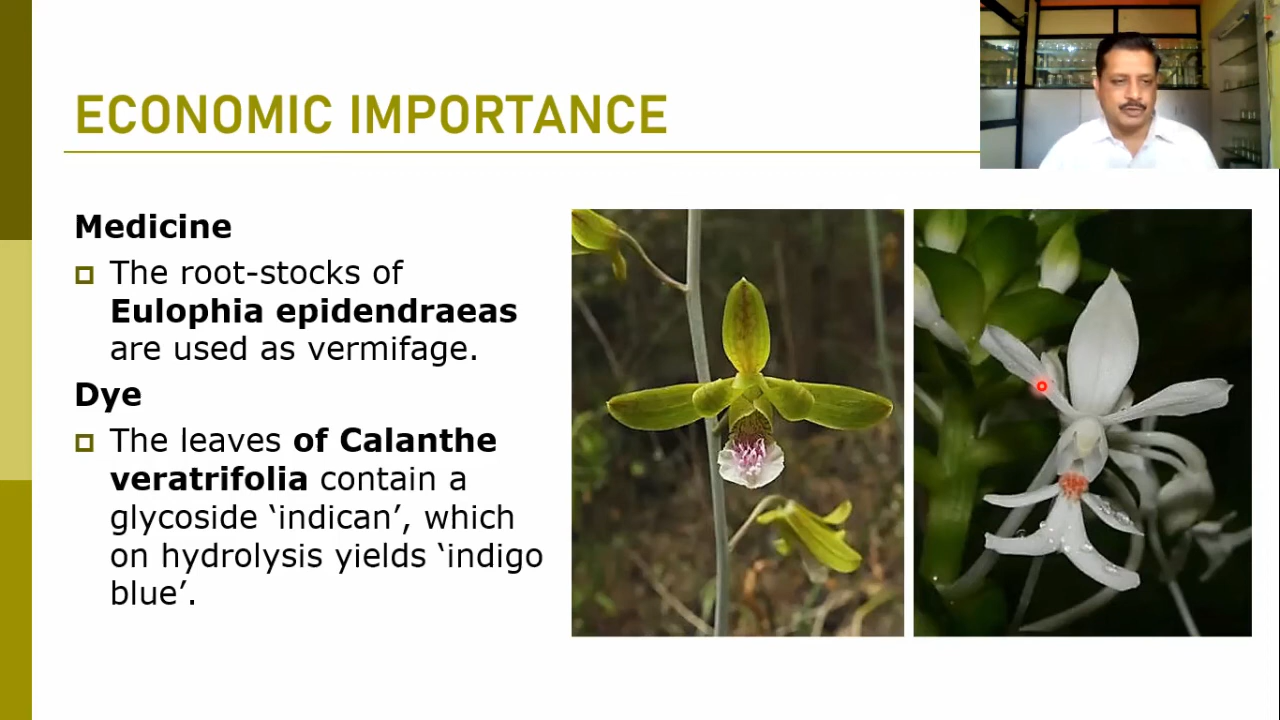 ECONOMIC IMPORTANCE
Medicine
The root-stocks of
Eulophia epidendraeas
are used as vermifage.
Dye
The leaves of Calanthe
veratrifolia contain a
glycoside ‘indican’, which
on hydrolysis yields ‘indigo
blue’.